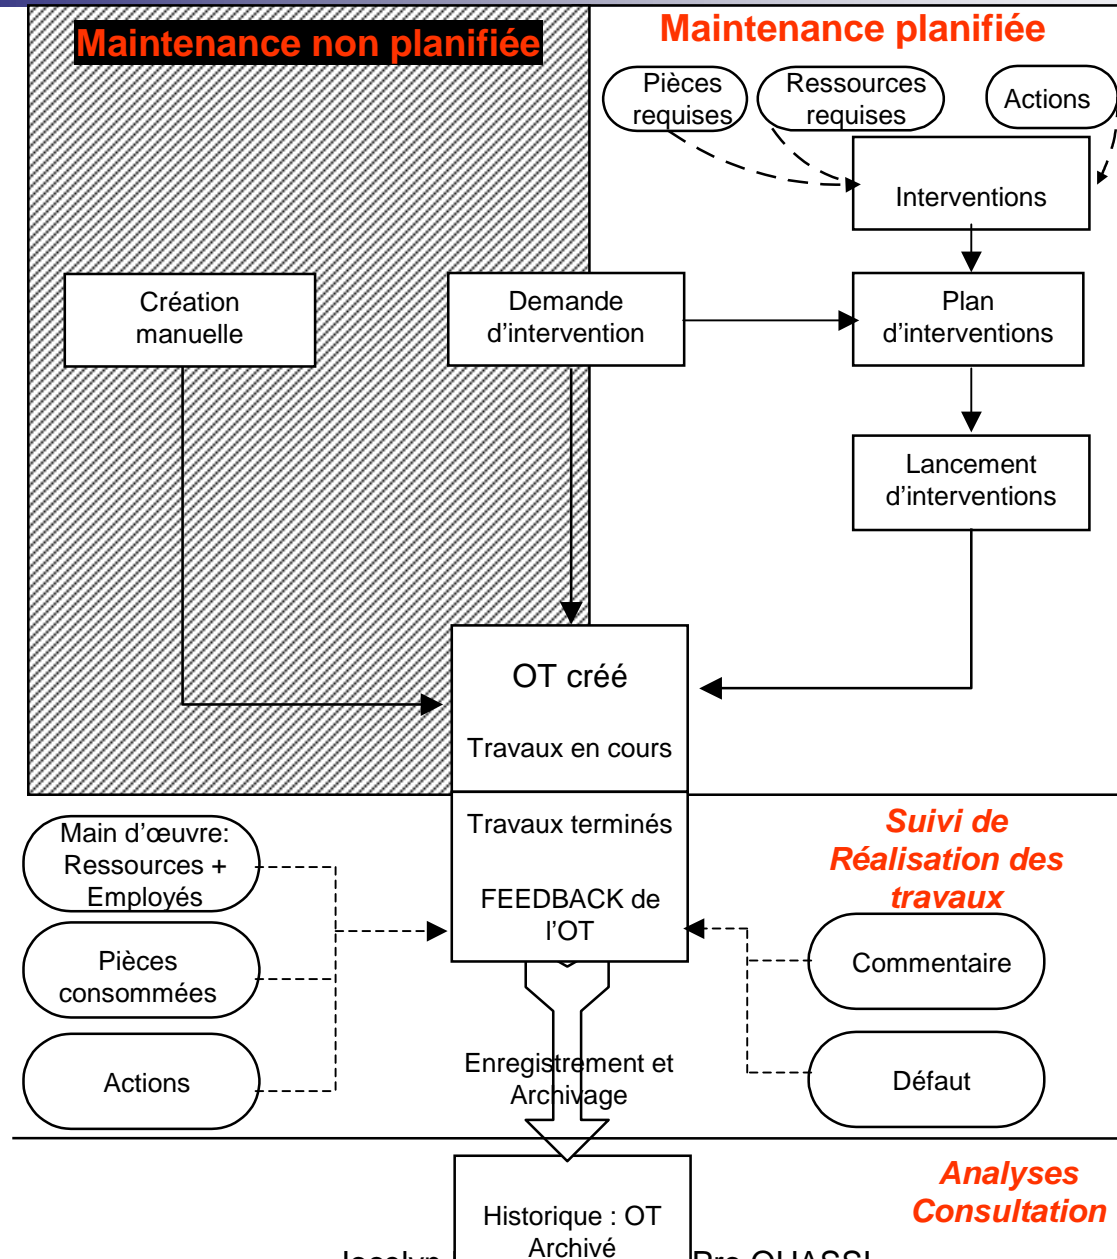 Maintenance non planifiée
Maintenance planifiée
Pièces
requises
Ressources
requises
Actions
Interventions
Création
manuelle
Demande
d'intervention
Plan
d'interventions
Lancement
d'interventions
OT créé
Travaux en cours
Travaux terminés
FEEDBACK de
l'OT
Suivi de
Réalisation des
travaux
Main d'œuvre:
Ressources +
Employés
Pièces
consommées
Actions
Commentaire
Défaut
Enregistrement et
Archivage
Analyses
Consultation
Historique : OT
Archivé